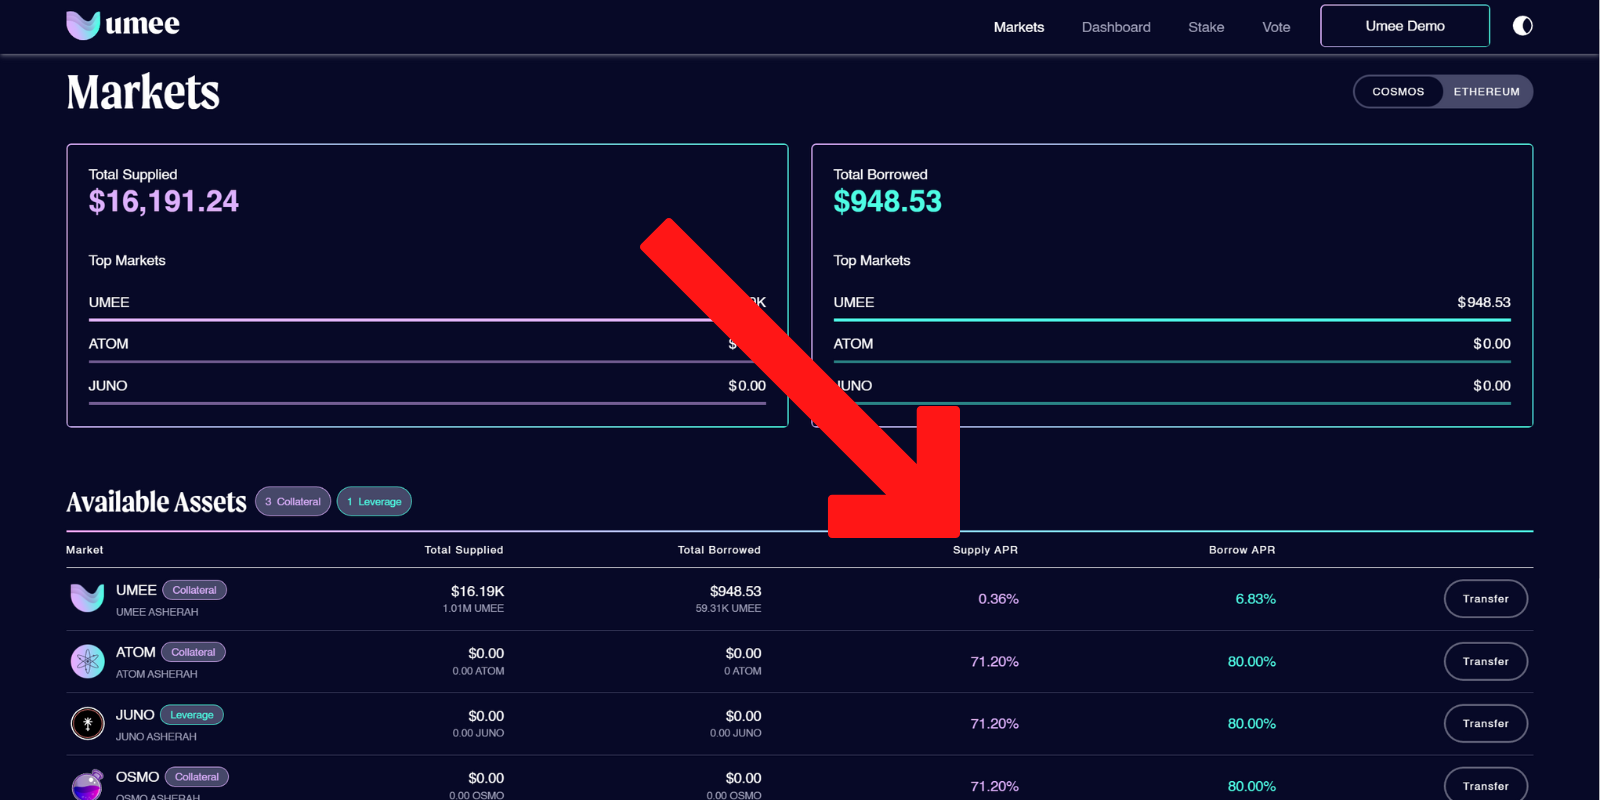 umee
Markets Dashboard Stake Vote Umee Demo
Markets
COSMOS ETHEREUM
Total Supplied
$16,191.24
Top Markets
UMEE
ATOM
JUNO $0.00
Total Borrowed
$948.53
Top Markets
UMEE $948.53
ATOM $0.00
JUNO $0.00
Available Assets 3 Collateral 1 Leverage
Market Total Supplied Total Borrowed Supply APR Borrow APR
UMEE Collateral $16.19K $948.53 0.36% 6.83% Transfer
UMEE ASHERAH 1.01M UMEE 59.31K UMEE
ATOM Collateral $0.00 $0.00 71.20% 80.00% Transfer
ATOM ASHERAH 0.00 ATOM 0 ATOM
JUNO Leverage $0.00 $0.00 71.20% 80.00% Transfer
JUNO ASHERAH 0.00 JUNO 0.00 JUNO
OSMO Collateral $0.00 $0.00 71.20% 80.00% Transfer
OSMO ASHERAH 0.00 OSMO 0.00 OSMO